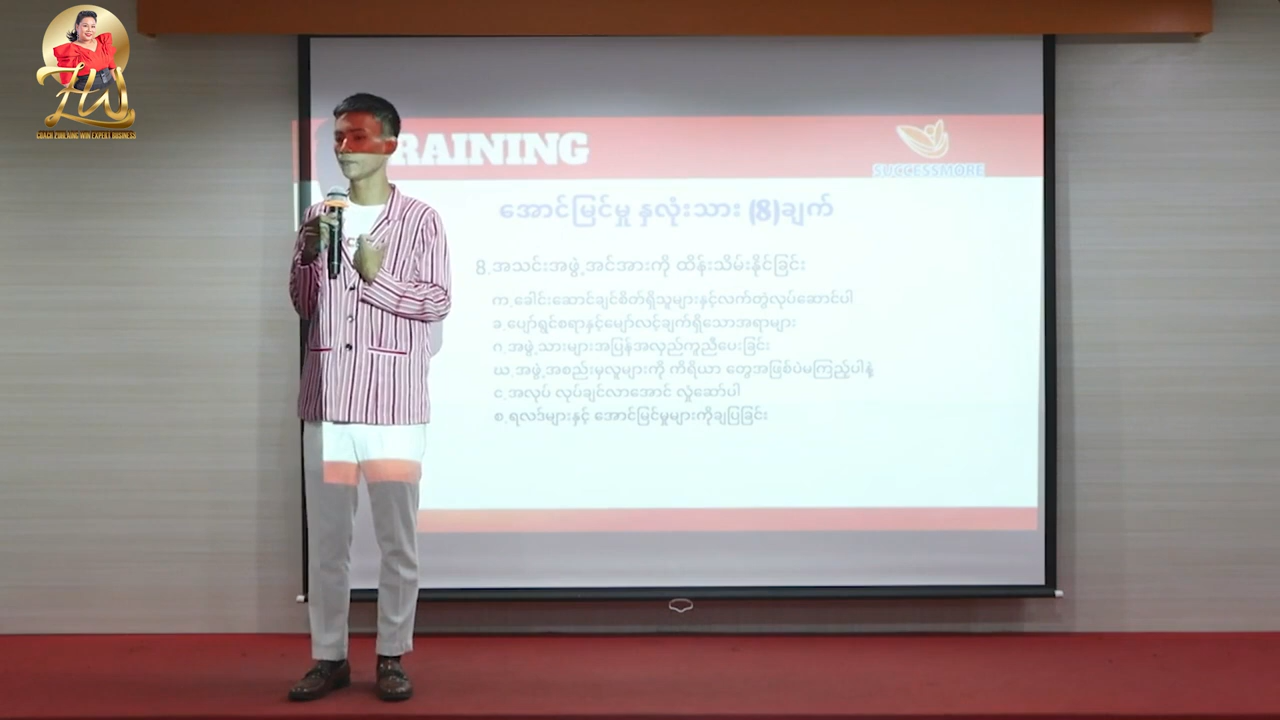 COACH PHUE XING WIN EXPERT BUSINESS
RAINING
SUCCESSMORE
အောင်မြင်မှု နှလုံးသား (8)ချက်
8.အသင်းအဖွဲ့အင်အားကို ထိန်းသိမ်းနိုင်ခြင်း
က.ခေါင်းဆောင်ချင်စိတ်ရှိသူများနှင့်လက်တွဲလုပ်ဆောင်ပါ
ခ.ပျော်ရွှင်စရာနှင့်မျှော်လင့်ချက်ရှိသောအရာများ
ဂ.အဖွဲ့သားများအပြန်အလှည်ကူညီပေးခြင်း
ဃ.အဖွဲ့အစည်းမှလူများကို ကိရိယာ တွေအဖြစ်ပဲမကြည့်ပါနဲ့
င.အလုပ် လုပ်ချင်လာအောင် လှုံ့ဆော်ပါ
စ.ရလဒ်များနှင့် အောင်မြင်မှုများကိုချပြခြင်း